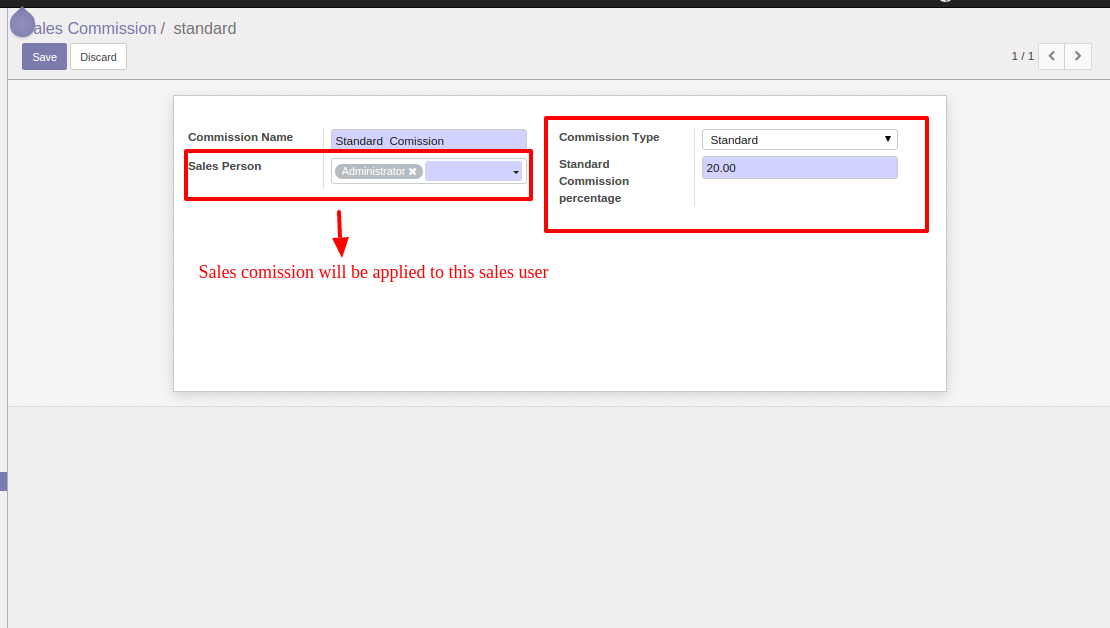 ales Commission / standard
Save Discard 1 / 1
Commission Name Standard Comission
Sales Person Administrator
Commission Type Standard
Standard Commission percentage 20.00
Sales comission will be applied to this sales user